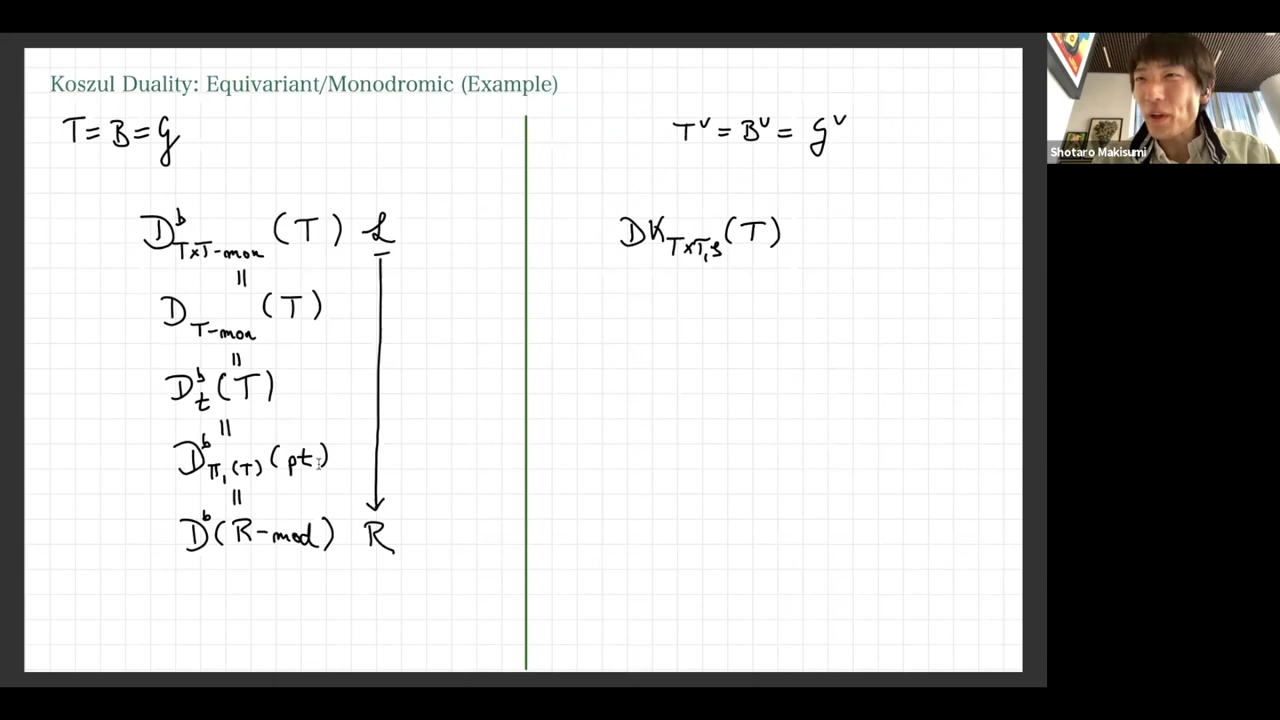 Koszul Duality: Equivariant/Monodromic (Example)
T = B = G
D^b_{T×T-mon} (T) L
=
D_{T-mon} (T)
=
D^b_t (T)
=
D^b_{π_1(T)} (pt)
=
D^b(R-mod) R
T^∨ = B^∨ = G^∨
DK_{T×T,S} (T)
Shotaro Makisumi